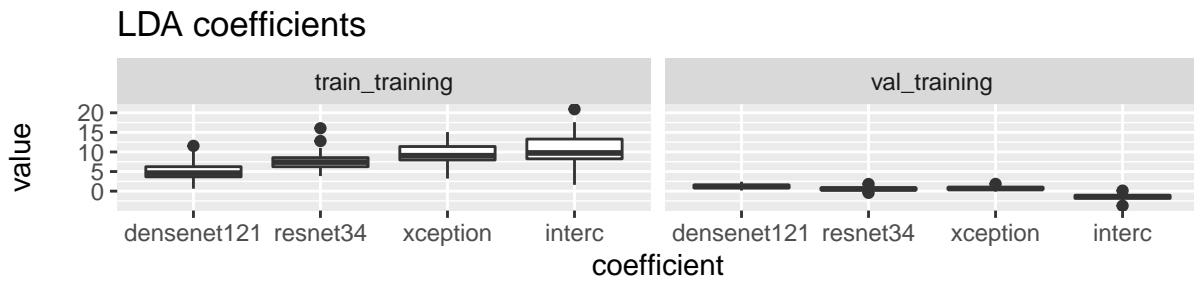 LDA coefficients
train_training val_training
value
20
15
10
5
0
densenet121 resnet34 xception interc densenet121 resnet34 xception interc
coefficient